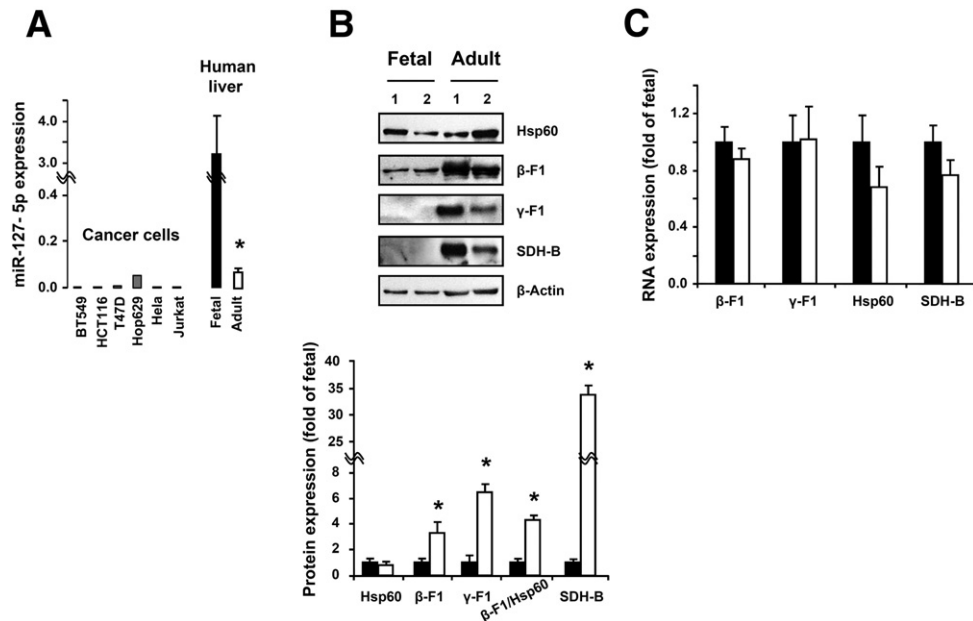 A
Human
liver
miR-127- 5p expression
4.0
3.0
0.4
0.2
0.0
Cancer cells
*
BT549
HCT116
T47D
Hop629
Hela
Jurkat
Fetal
Adult
B
Fetal Adult
1 2 1 2
Hsp60
β-F1
γ-F1
SDH-B
β-Actin
Protein expression (fold of fetal)
40
35
30
25
8
6
4
2
0
*
*
*
*
Hsp60
β-F1
γ-F1
β-F1/Hsp60
SDH-B
C
RNA expression (fold of fetal)
1.2
0.8
0.4
0.0
β-F1 γ-F1 Hsp60 SDH-B